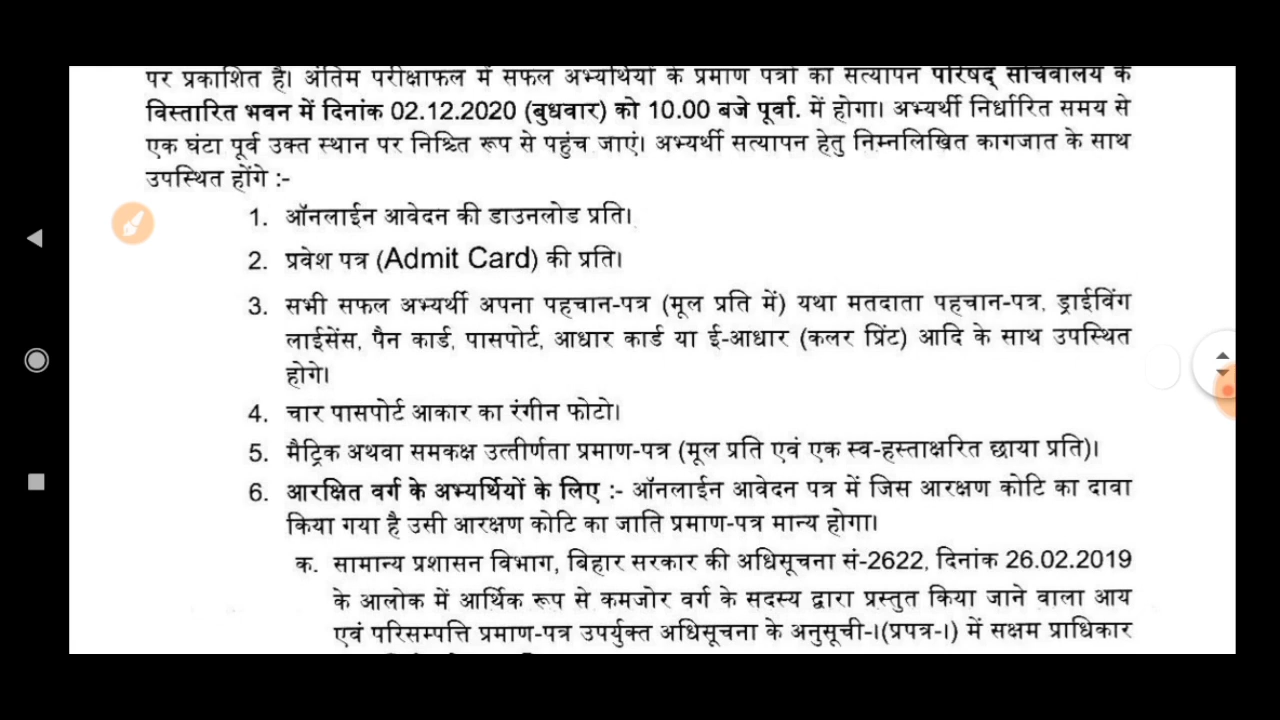 पर प्रकाशित है। अंतिम परीक्षाफल में सफल अभ्यर्थियों के प्रमाण पत्रों का सत्यापन परिषद् सचिवालय के
विस्तारित भवन में दिनांक 02.12.2020 (बुधवार) को 10.00 बजे पूर्वा. में होगा। अभ्यर्थी निर्धारित समय से
एक घंटा पूर्व उक्त स्थान पर निश्चित रूप से पहुंच जाएं। अभ्यर्थी सत्यापन हेतु निम्नलिखित कागजात के साथ
उपस्थित होंगे :-
1. ऑनलाईन आवेदन की डाउनलोड प्रति।
2. प्रवेश पत्र (Admit Card) की प्रति।
3. सभी सफल अभ्यर्थी अपना पहचान-पत्र (मूल प्रति में) यथा मतदाता पहचान-पत्र, ड्राईविंग
लाईसेंस, पैन कार्ड, पासपोर्ट, आधार कार्ड या ई-आधार (कलर प्रिंट) आदि के साथ उपस्थित
होगे।
4. चार पासपोर्ट आकार का रंगीन फोटो।
5. मैट्रिक अथवा समकक्ष उत्तीर्णता प्रमाण-पत्र (मूल प्रति एवं एक स्व-हस्ताक्षरित छाया प्रति)।
6. आरक्षित वर्ग के अभ्यर्थियों के लिए :- ऑनलाईन आवेदन पत्र में जिस आरक्षण कोटि का दावा
किया गया है उसी आरक्षण कोटि का जाति प्रमाण-पत्र मान्य होगा।
क. सामान्य प्रशासन विभाग, बिहार सरकार की अधिसूचना सं-2622, दिनांक 26.02.2019
के आलोक में आर्थिक रूप से कमजोर वर्ग के सदस्य द्वारा प्रस्तुत किया जाने वाला आय
एवं परिसम्पत्ति प्रमाण-पत्र उपर्युक्त अधिसूचना के अनुसूची-I(प्रपत्र-I) में सक्षम प्राधिकार